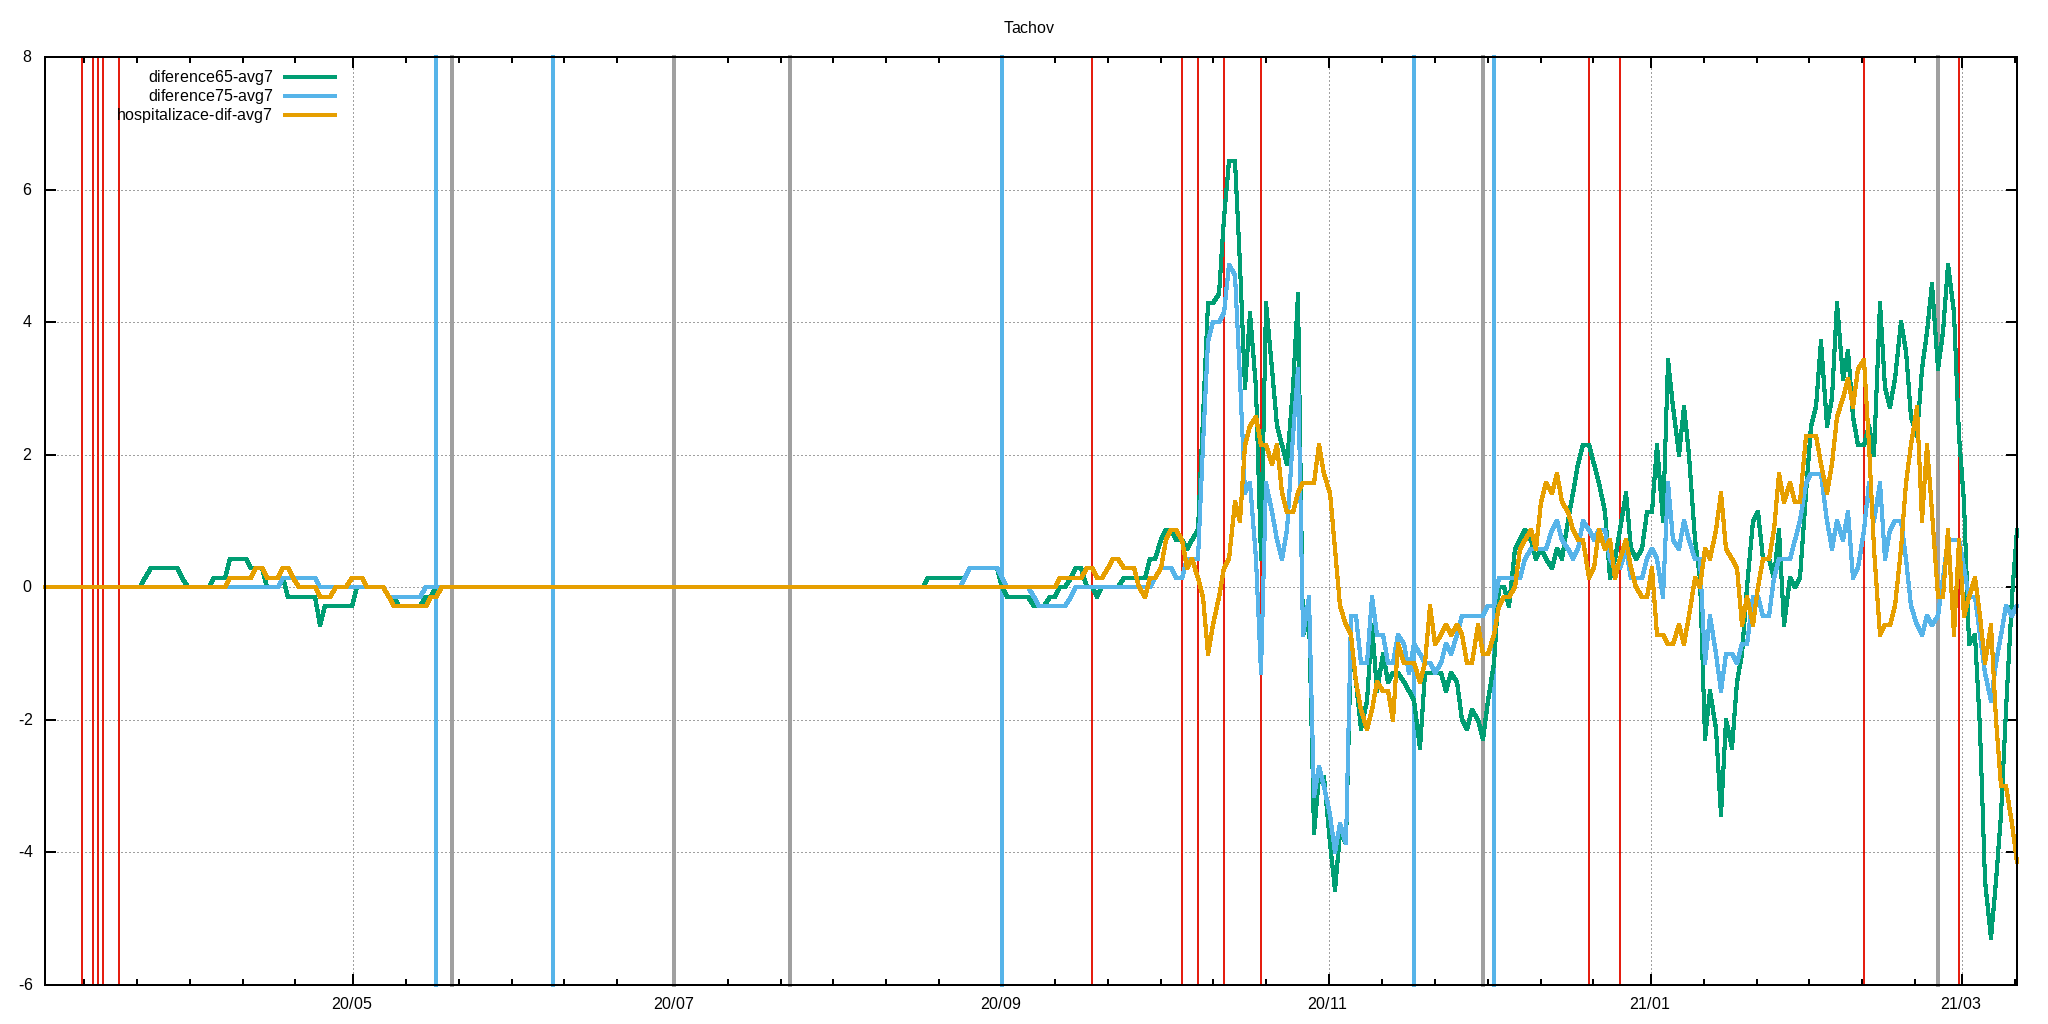 Tachov
diference65-avg7
diference75-avg7
hospitalizace-dif-avg7
8
6
4
2
0
-2
-4
-6
20/05 20/07 20/09 20/11 21/01 21/03